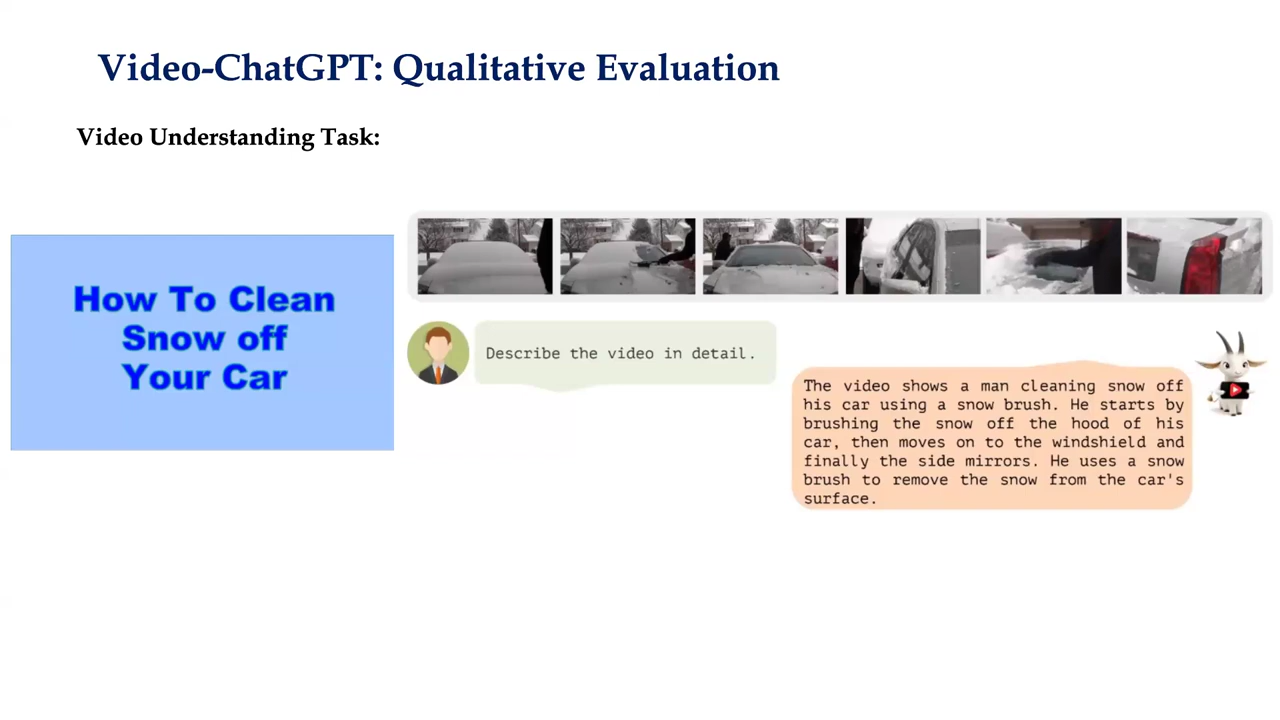 Video-ChatGPT: Qualitative Evaluation
Video Understanding Task:
How To Clean
Snow off
Your Car
Describe the video in detail.
The video shows a man cleaning snow off
his car using a snow brush. He starts by
brushing the snow off the hood of his
car, then moves on to the windshield and
finally the side mirrors. He uses a snow
brush to remove the snow from the car's
surface.